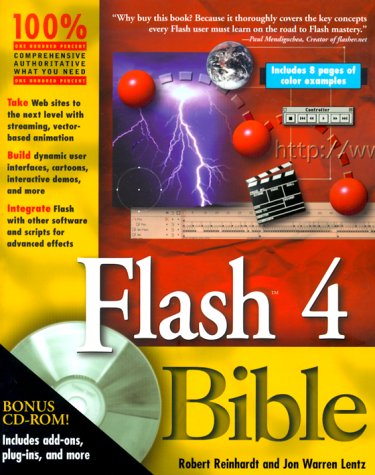 100%
ONE HUNDRED PERCENT
COMPREHENSIVE
AUTHORITATIVE
WHAT YOU NEED
ONE HUNDRED PERCENT
"Why buy this book? Because it thoroughly covers the key concepts
every Flash user must learn on the road to Flash mastery."
—Paul Mendigochea, Creator of flasher.net
Includes 8 pages of
color examples
Take Web sites to
the next level with
streaming, vector-
based animation
Build dynamic user
interfaces, cartoons,
interactive demos,
and more
Integrate Flash
with other software
and scripts for
advanced effects
Controller
http://ww
Flash™ 4
Bible
BONUS
CD-ROM!
Includes add-ons,
plug-ins, and more
Robert Reinhardt and Jon Warren Lentz